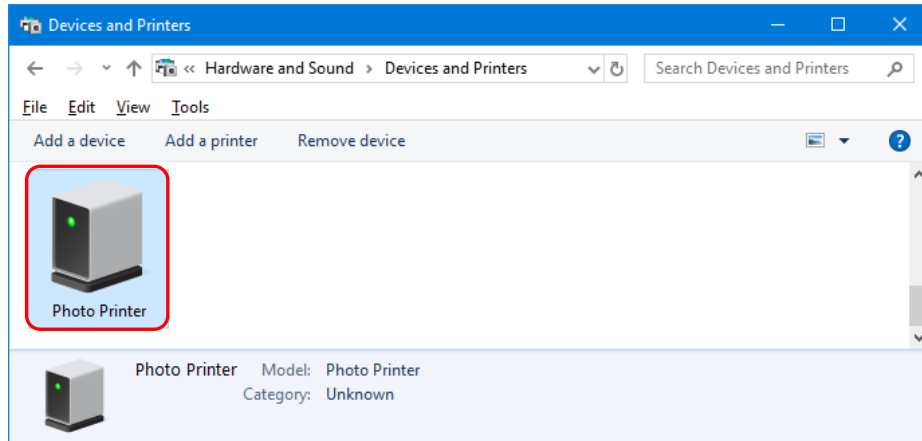 Devices and Printers
« Hardware and Sound > Devices and Printers Search Devices and Printers
File Edit View Tools
Add a device Add a printer Remove device ?
Photo Printer
Photo Printer Model: Photo Printer
Category: Unknown